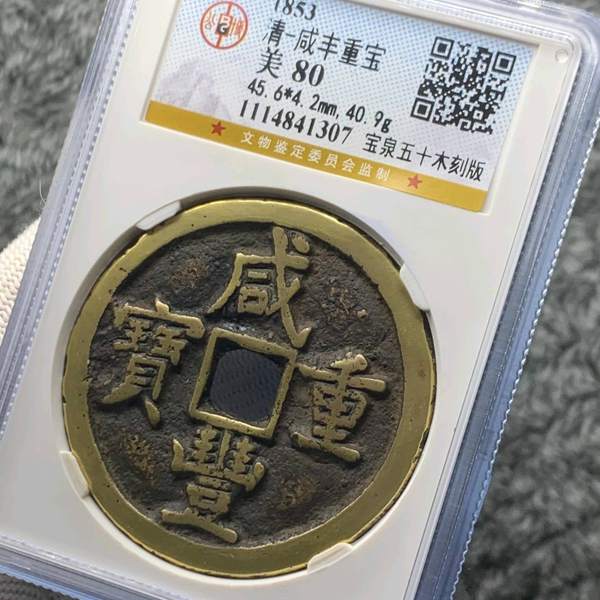 1853
清-咸丰重宝
美 80
45.6*4.2mm, 40.9g
1114841307 宝泉五十木刻版
★ 文物鉴定委员会监制 ★
咸
豐
重
寶